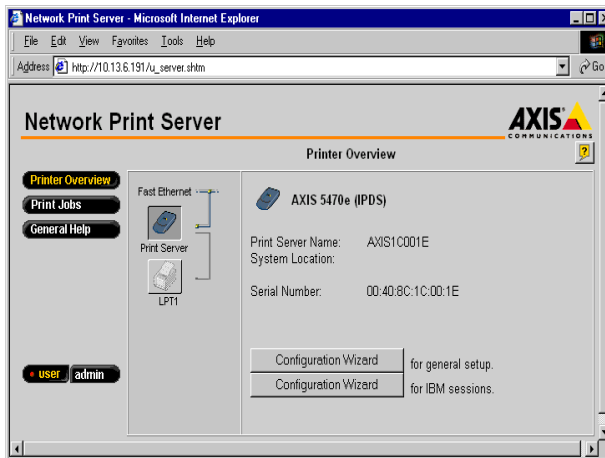 Network Print Server - Microsoft Internet Explorer
File Edit View Favorites Tools Help
Address http://10.13.6.191/u_server.shtm Go
Network Print Server
AXIS
COMMUNICATIONS
Printer Overview
?
Printer Overview
Print Jobs
General Help
Fast Ethernet
Print Server
LPT1
AXIS 5470e (IPDS)
Print Server Name: AXIS1C001E
System Location:
Serial Number: 00:40:8C:1C:00:1E
Configuration Wizard for general setup.
Configuration Wizard for IBM sessions.
user admin